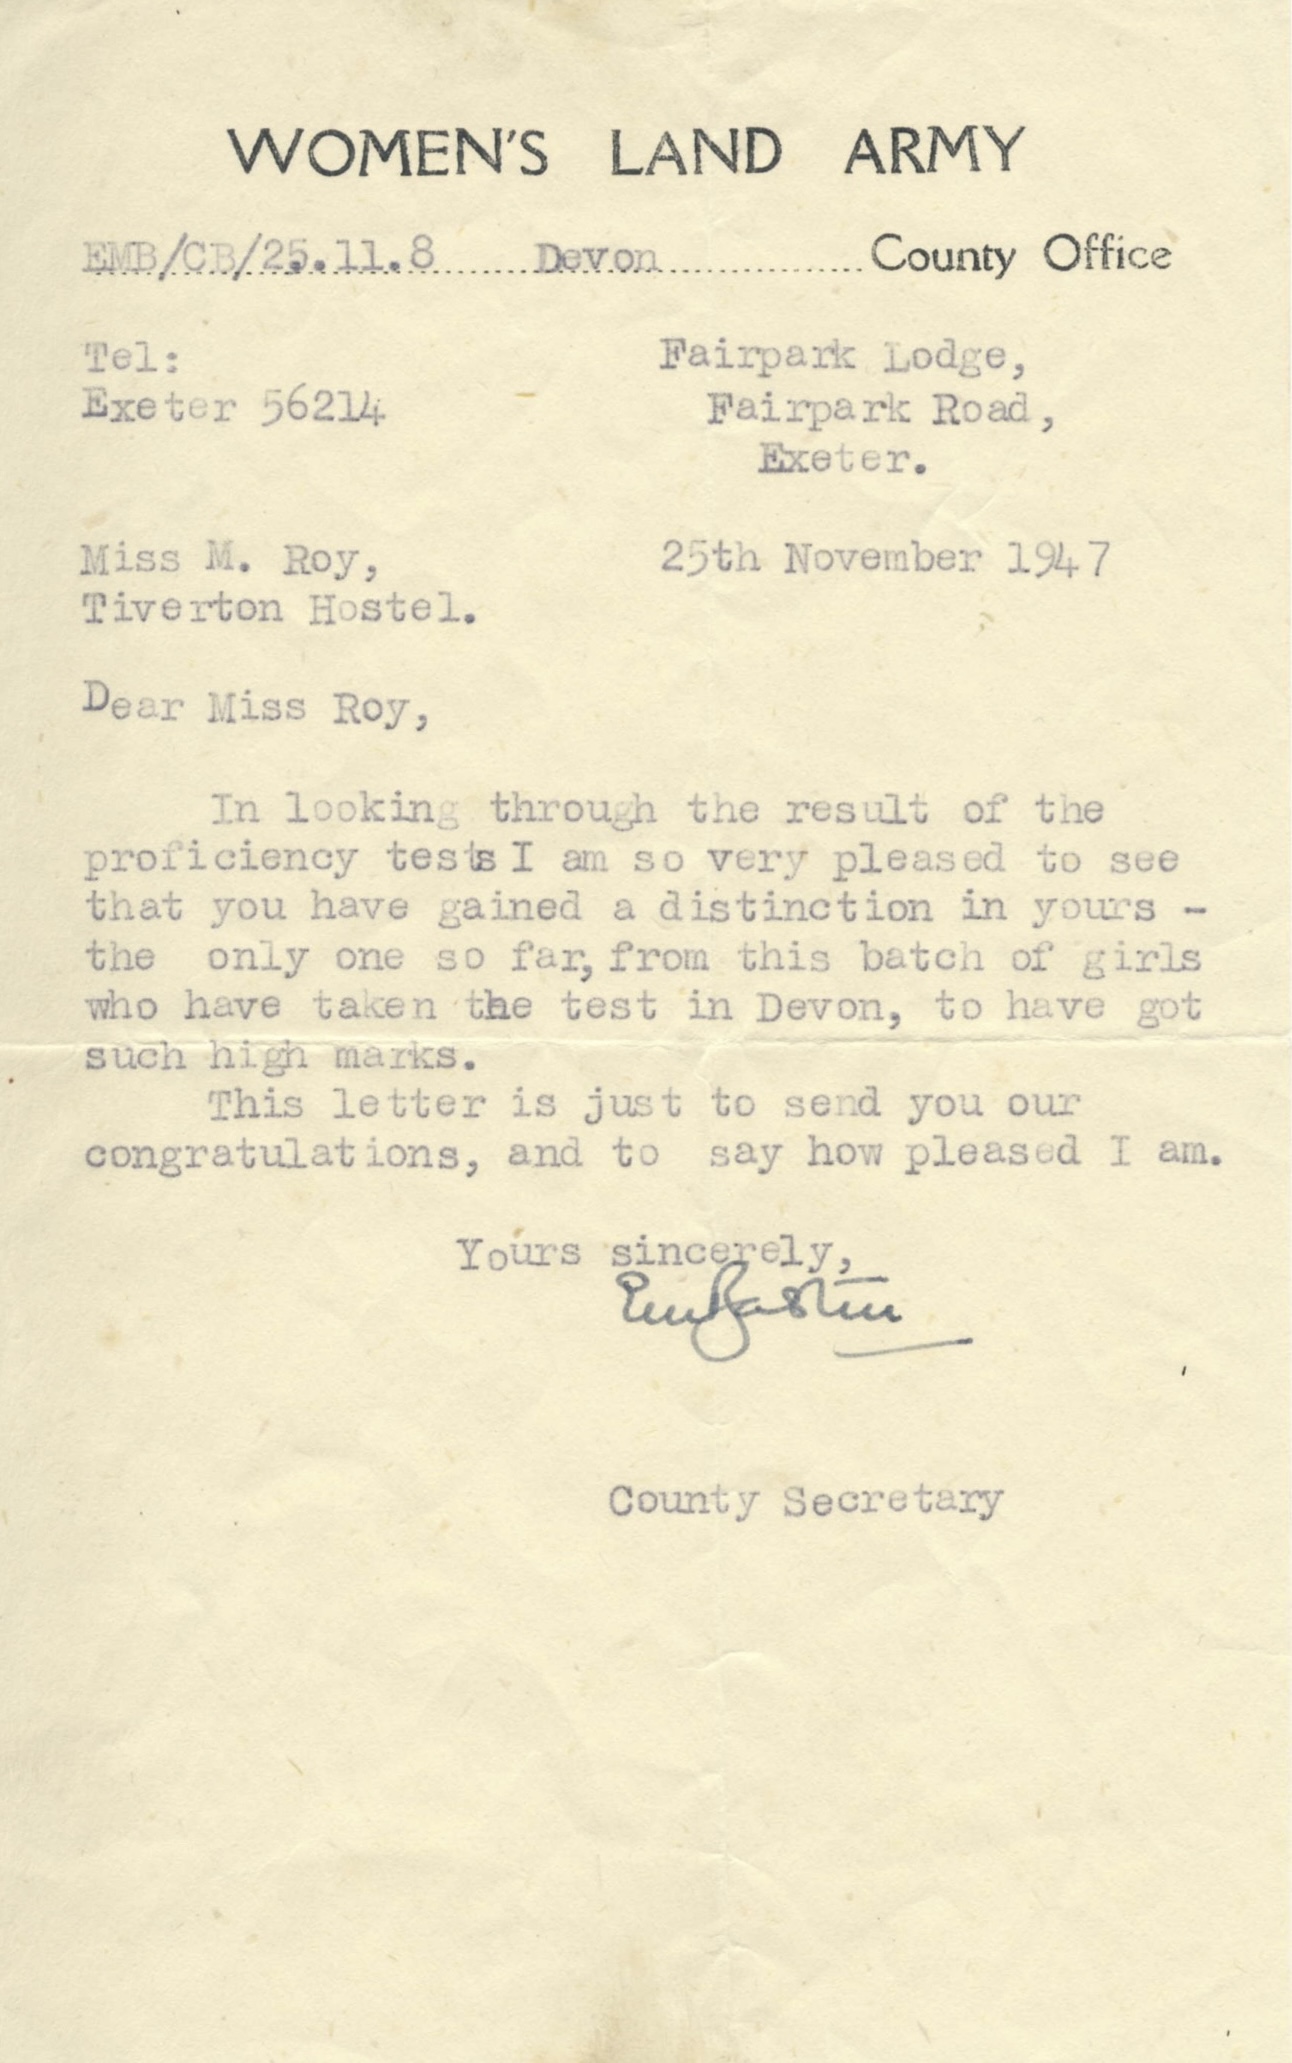 WOMEN'S LAND ARMY
EMB/CB/25.11.8 Devon County Office
Tel: Fairpark Lodge,
Exeter 56214 Fairpark Road,
Exeter.
Miss M. Roy, 25th November 1947
Tiverton Hostel.
Dear Miss Roy,
In looking through the result of the
proficiency tests I am so very pleased to see
that you have gained a distinction in yours -
the only one so far, from this batch of girls
who have taken the test in Devon, to have got
such high marks.
This letter is just to send you our
congratulations, and to say how pleased I am.
Yours sincerely,
EMBastin
County Secretary